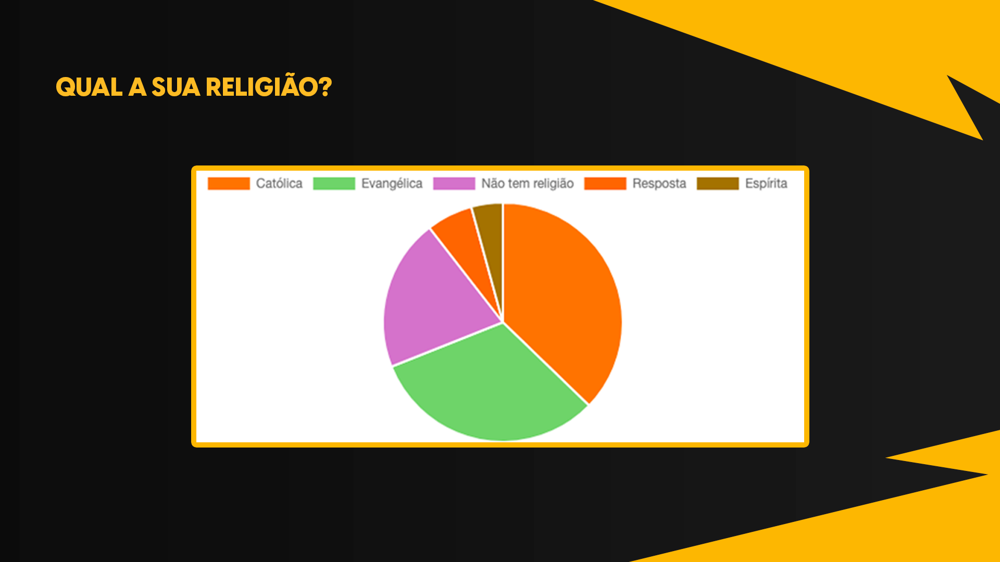 QUAL A SUA RELIGIÃO?
Católica Evangélica Não tem religião Resposta Espírita